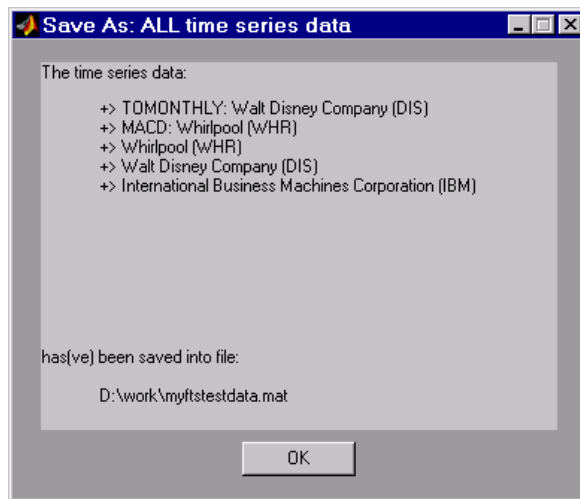 Save As: ALL time series data
The time series data:
+> TOMONTHLY: Walt Disney Company (DIS)
+> MACD: Whirlpool (WHR)
+> Whirlpool (WHR)
+> Walt Disney Company (DIS)
+> International Business Machines Corporation (IBM)
has(ve) been saved into file:
D:\work\myftstestdata.mat
OK